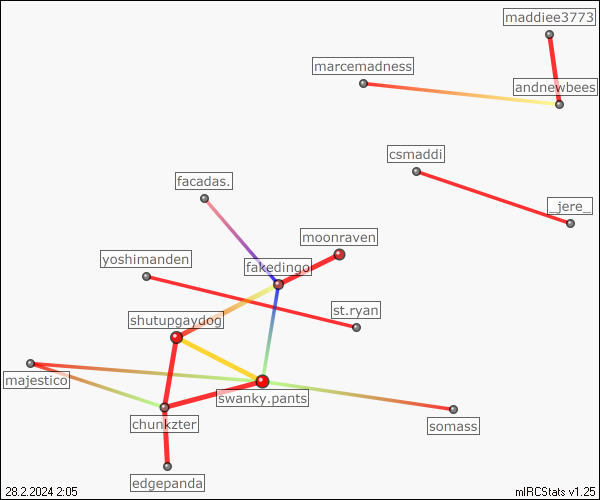 maddiee3773
marcemadness
andnewbees
csmaddi
facadas.
_jere_
moonraven
yoshimanden
fakedingo
st.ryan
shutupgaydog
majestico
swanky.pants
chunkzter
somass
edgepanda
28.2.2024 2:05
mIRCStats v1.25